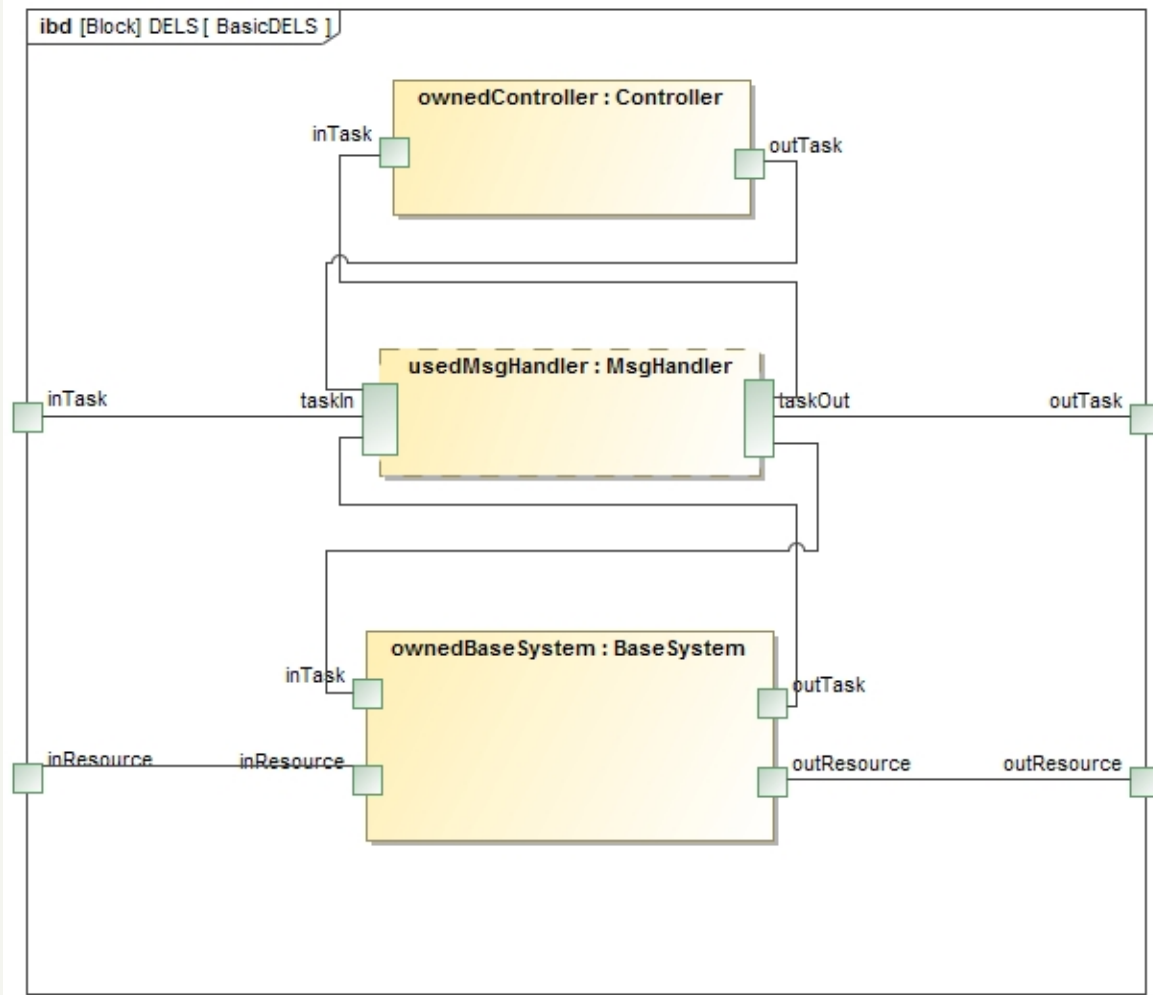 ibd [Block] DELS [ BasicDELS ]
ownedController : Controller
inTask
outTask
usedMsgHandler : MsgHandler
inTask
taskIn
taskOut
outTask
ownedBaseSystem : BaseSystem
inTask
outTask
inResource
inResource
outResource
outResource